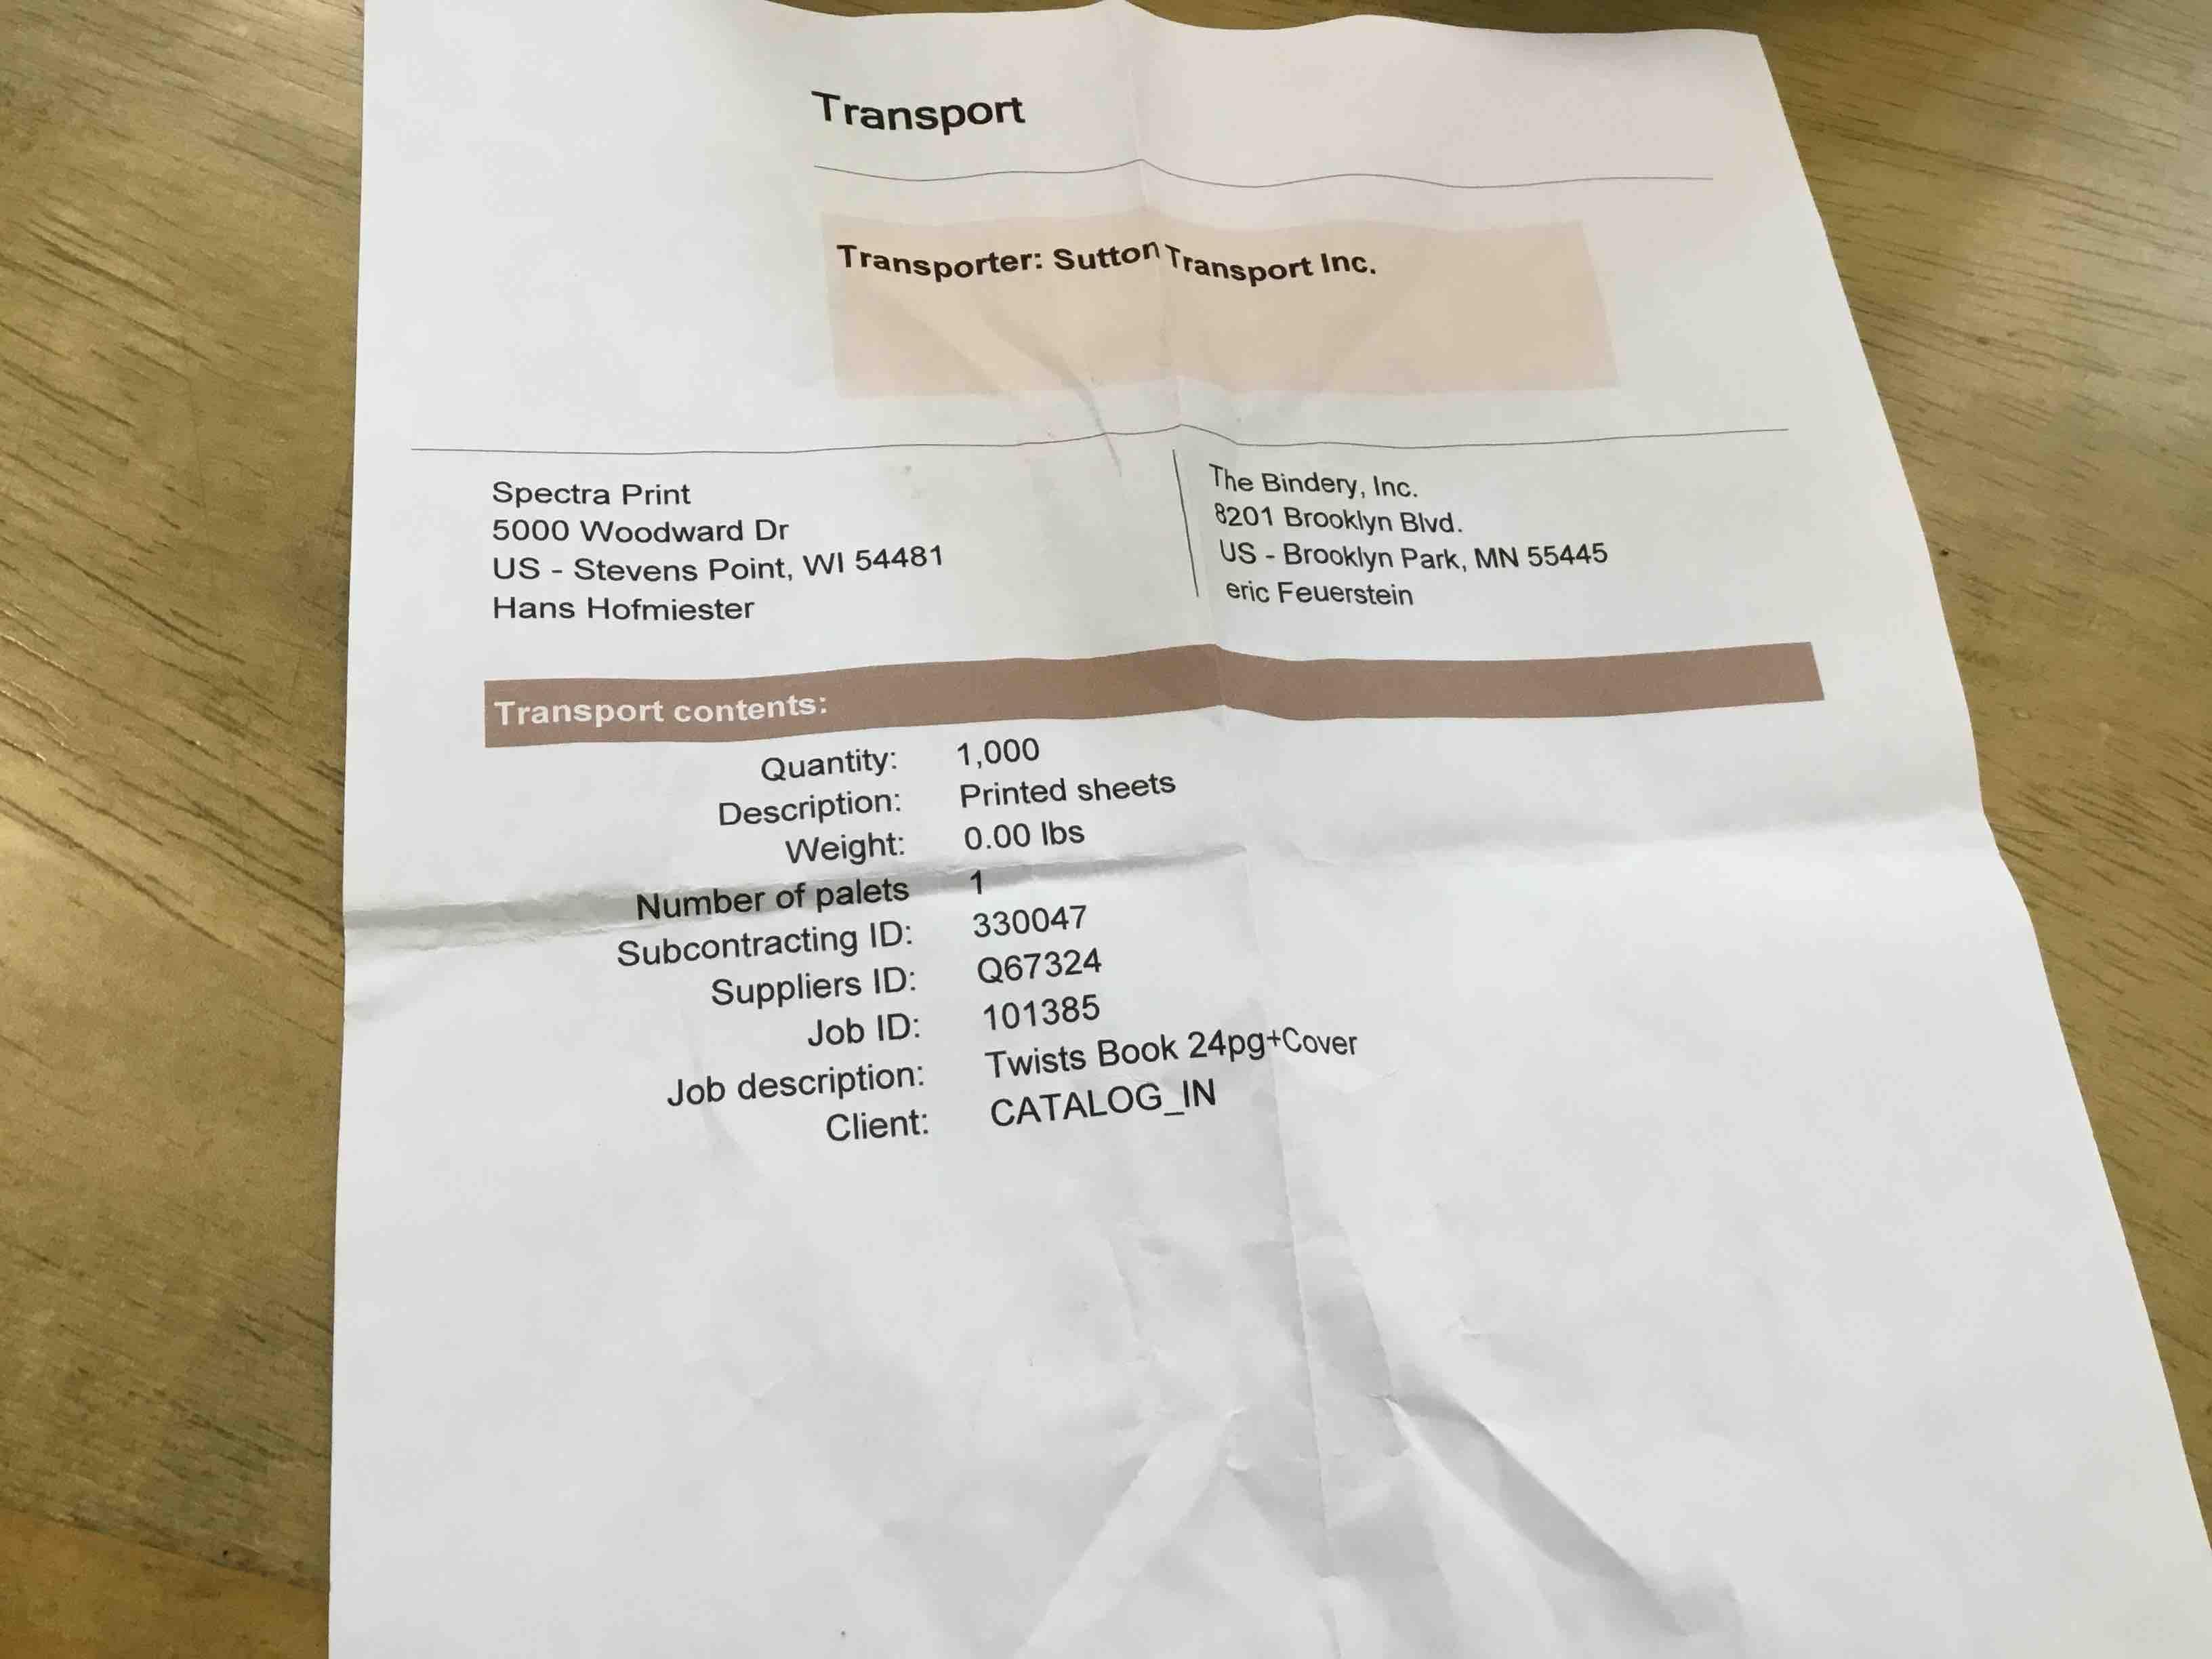 Transport
Transporter: Sutton Transport Inc.
Spectra Print
5000 Woodward Dr
US - Stevens Point, WI 54481
Hans Hofmiester
The Bindery, Inc.
8201 Brooklyn Blvd.
US - Brooklyn Park, MN 55445
eric Feuerstein
Transport contents:
Quantity: 1,000
Description: Printed sheets
Weight: 0.00 lbs
Number of palets 1
Subcontracting ID: 330047
Suppliers ID: Q67324
Job ID: 101385
Job description: Twists Book 24pg+Cover
Client: CATALOG_IN